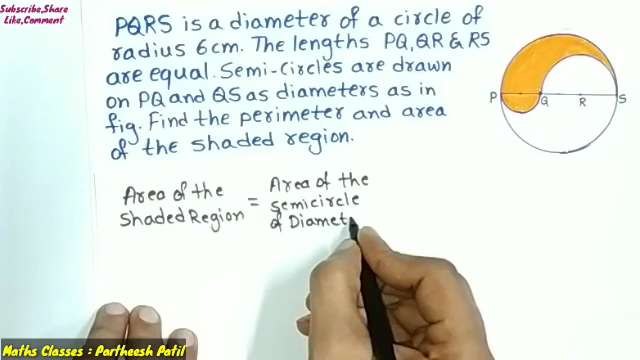 Subscribe,Share
Like,Comment
PQRS is a diameter of a circle of
radius 6cm. The lengths PQ, QR & RS
are equal. Semi-Circles are drawn
on PQ and QS as diameters as in
fig. Find the perimeter and area
of the shaded region.
P Q R S
Area of the
Shaded Region = Area of the
semicircle
of Diamet
Maths Classes : Partheesh Patil